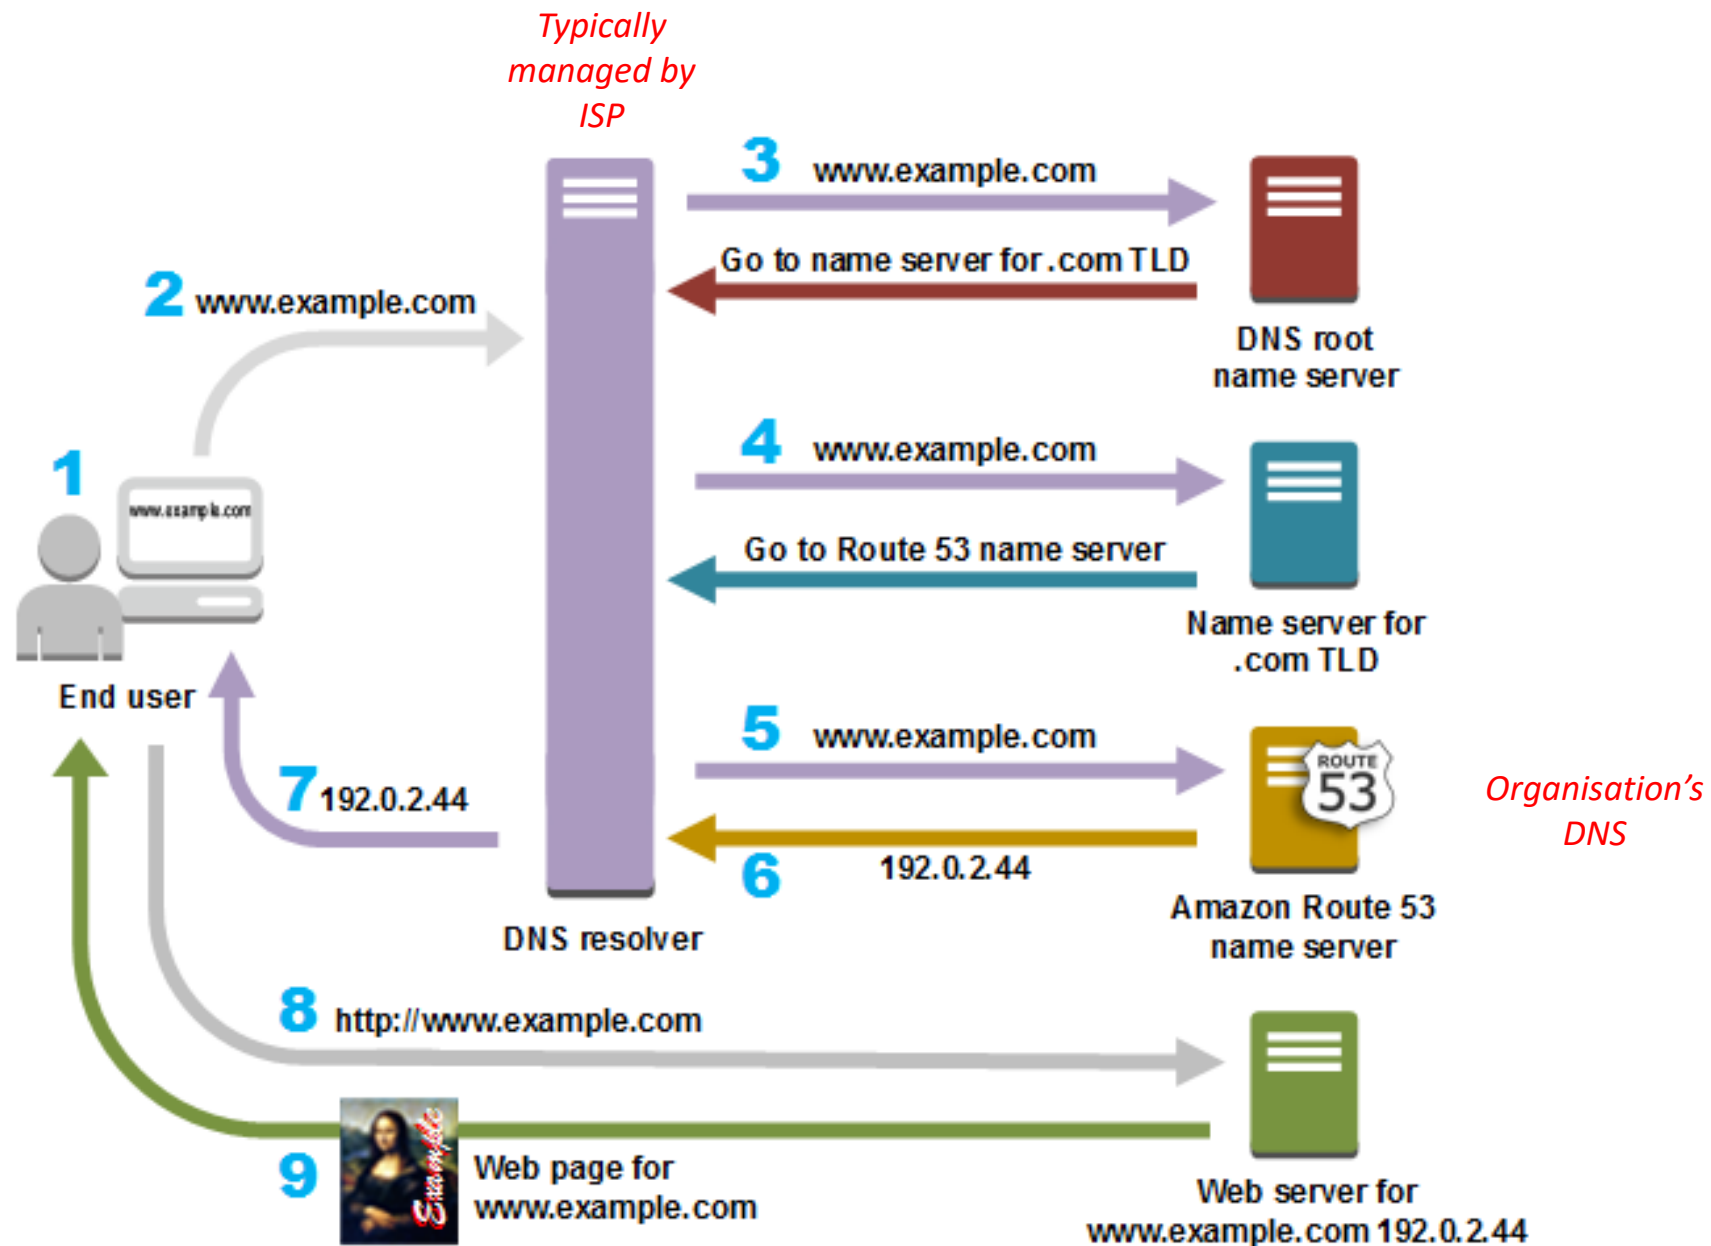 Typically
managed by
ISP
3 www.example.com
Go to name server for .com TLD
DNS root
name server
2 www.example.com
1
www.example.com
End user
4 www.example.com
Go to Route 53 name server
Name server for
.com TLD
5 www.example.com
ROUTE
53
Organisation's
DNS
6 192.0.2.44
Amazon Route 53
name server
7 192.0.2.44
DNS resolver
8 http://www.example.com
9
Example
Web page for
www.example.com
Web server for
www.example.com 192.0.2.44